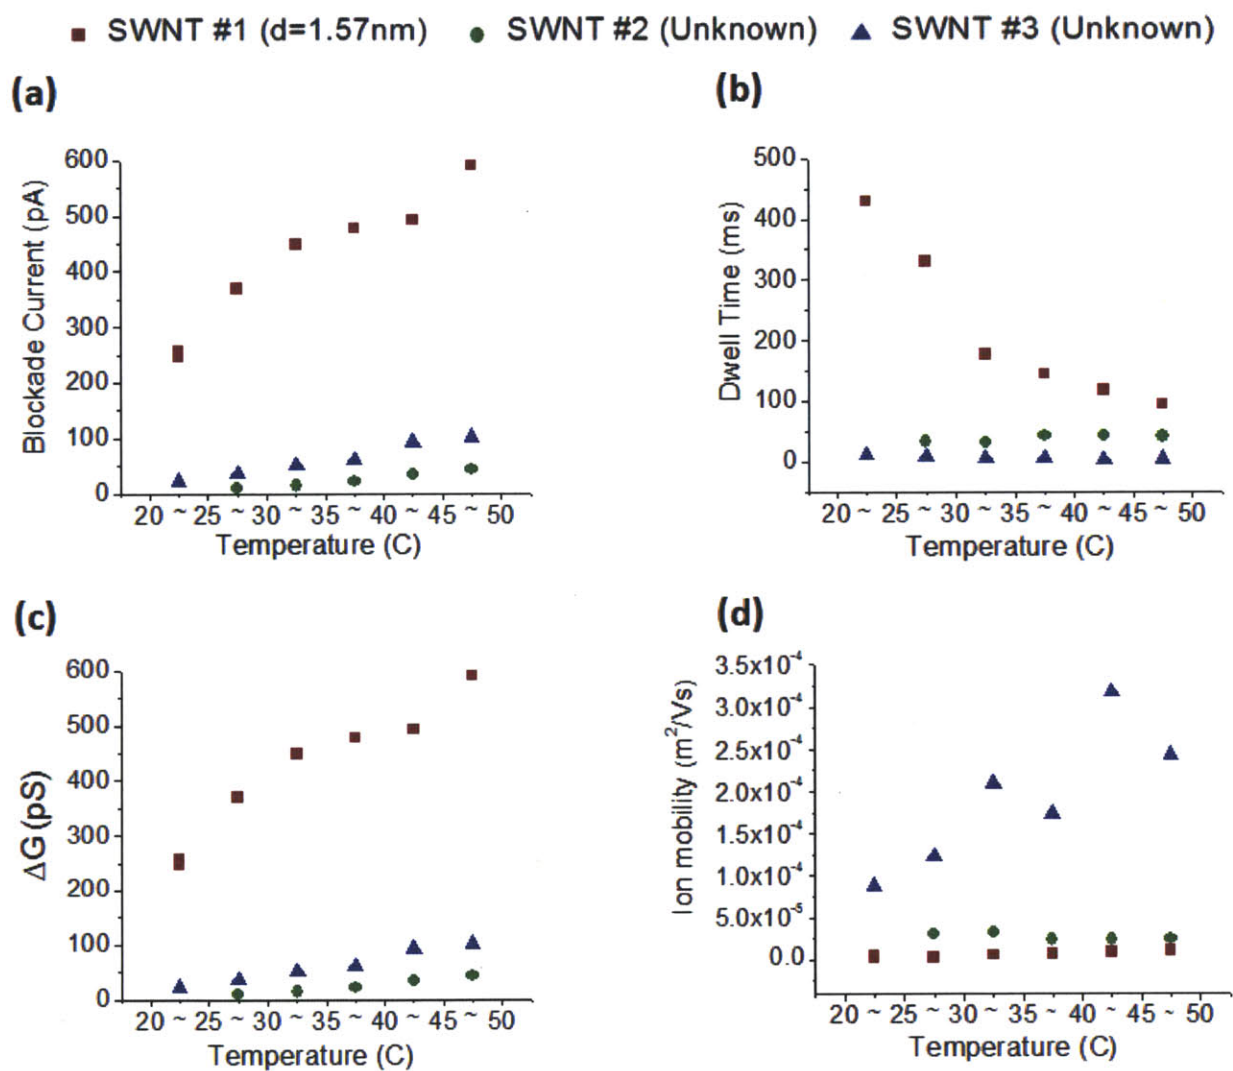 SWNT #1 (d=1.57nm) SWNT #2 (Unknown) SWNT #3 (Unknown)
(a)
600
500
400
300
200
100
0
Blockade Current (pA)
20 ~ 25 ~ 30 ~ 35 ~ 40 ~ 45 ~ 50
Temperature (C)
(b)
500
400
300
200
100
0
Dwell Time (ms)
20 ~ 25 ~ 30 ~ 35 ~ 40 ~ 45 ~ 50
Temperature (C)
(c)
600
500
400
300
200
100
0
ΔG (pS)
20 ~ 25 ~ 30 ~ 35 ~ 40 ~ 45 ~ 50
Temperature (C)
(d)
3.5x10⁻⁴
3.0x10⁻⁴
2.5x10⁻⁴
2.0x10⁻⁴
1.5x10⁻⁴
1.0x10⁻⁴
5.0x10⁻⁵
0.0
Ion mobility (m²/Vs)
20 ~ 25 ~ 30 ~ 35 ~ 40 ~ 45 ~ 50
Temperature (C)